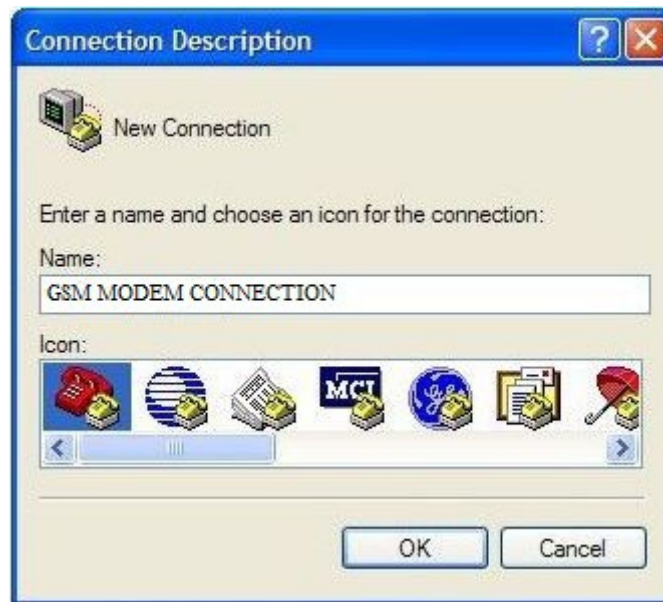 Connection Description
New Connection
Enter a name and choose an icon for the connection:
Name:
GSM MODEM CONNECTION
Icon:
MCI
OK Cancel